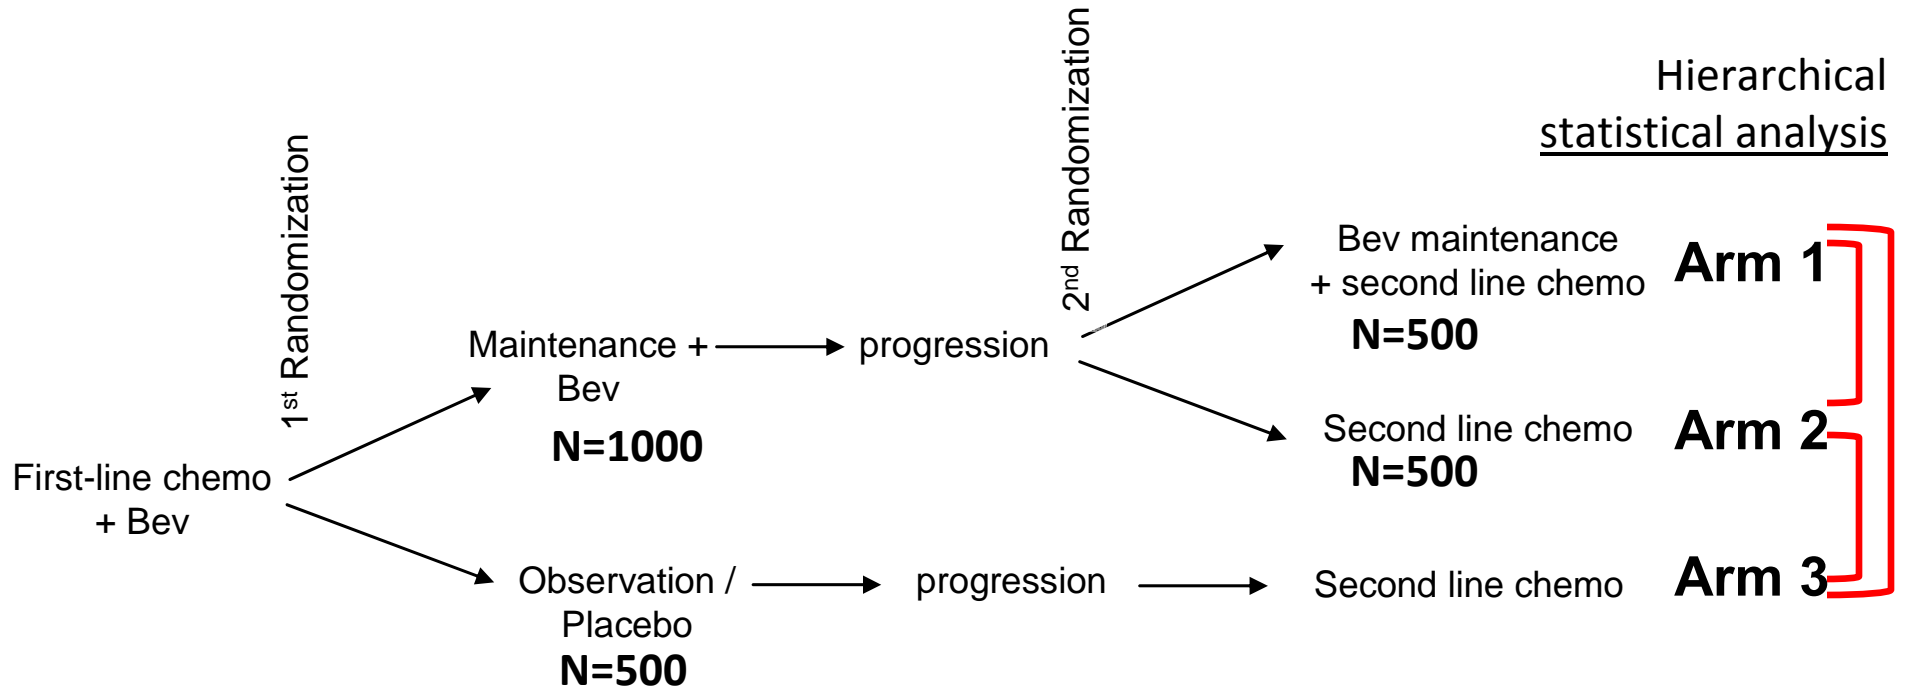 Hierarchical
statistical analysis
1st Randomization
2nd Randomization
First-line chemo
+ Bev
Maintenance +
Bev
N=1000
progression
Bev maintenance
+ second line chemo
N=500
Arm 1
Second line chemo
N=500
Arm 2
Observation /
Placebo
N=500
progression
Second line chemo
Arm 3